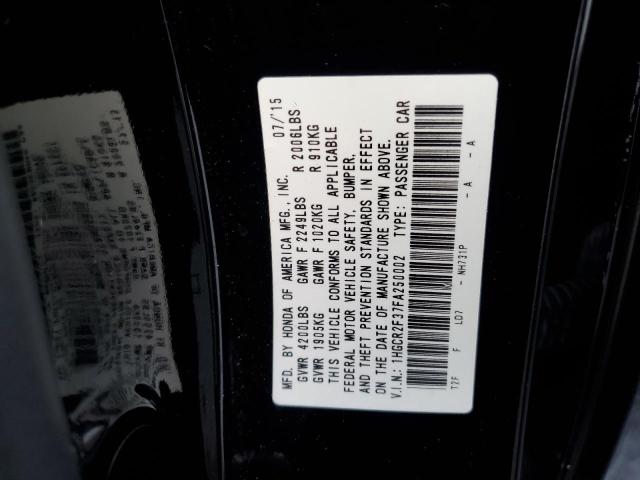 MFD. BY HONDA OF AMERICA MFG., INC. 07/'15
GVWR 4200LBS GAWR F 2249LBS R 2006LBS
GVWR 1905KG GAWR F 1020KG R 910KG
THIS VEHICLE CONFORMS TO ALL APPLICABLE
FEDERAL MOTOR VEHICLE SAFETY, BUMPER,
AND THEFT PREVENTION STANDARDS IN EFFECT
ON THE DATE OF MANUFACTURE SHOWN ABOVE.
V.I.N.: 1HGCR2F37FA250002 TYPE: PASSENGER CAR
T2F F LD7 - NH731P - A - A